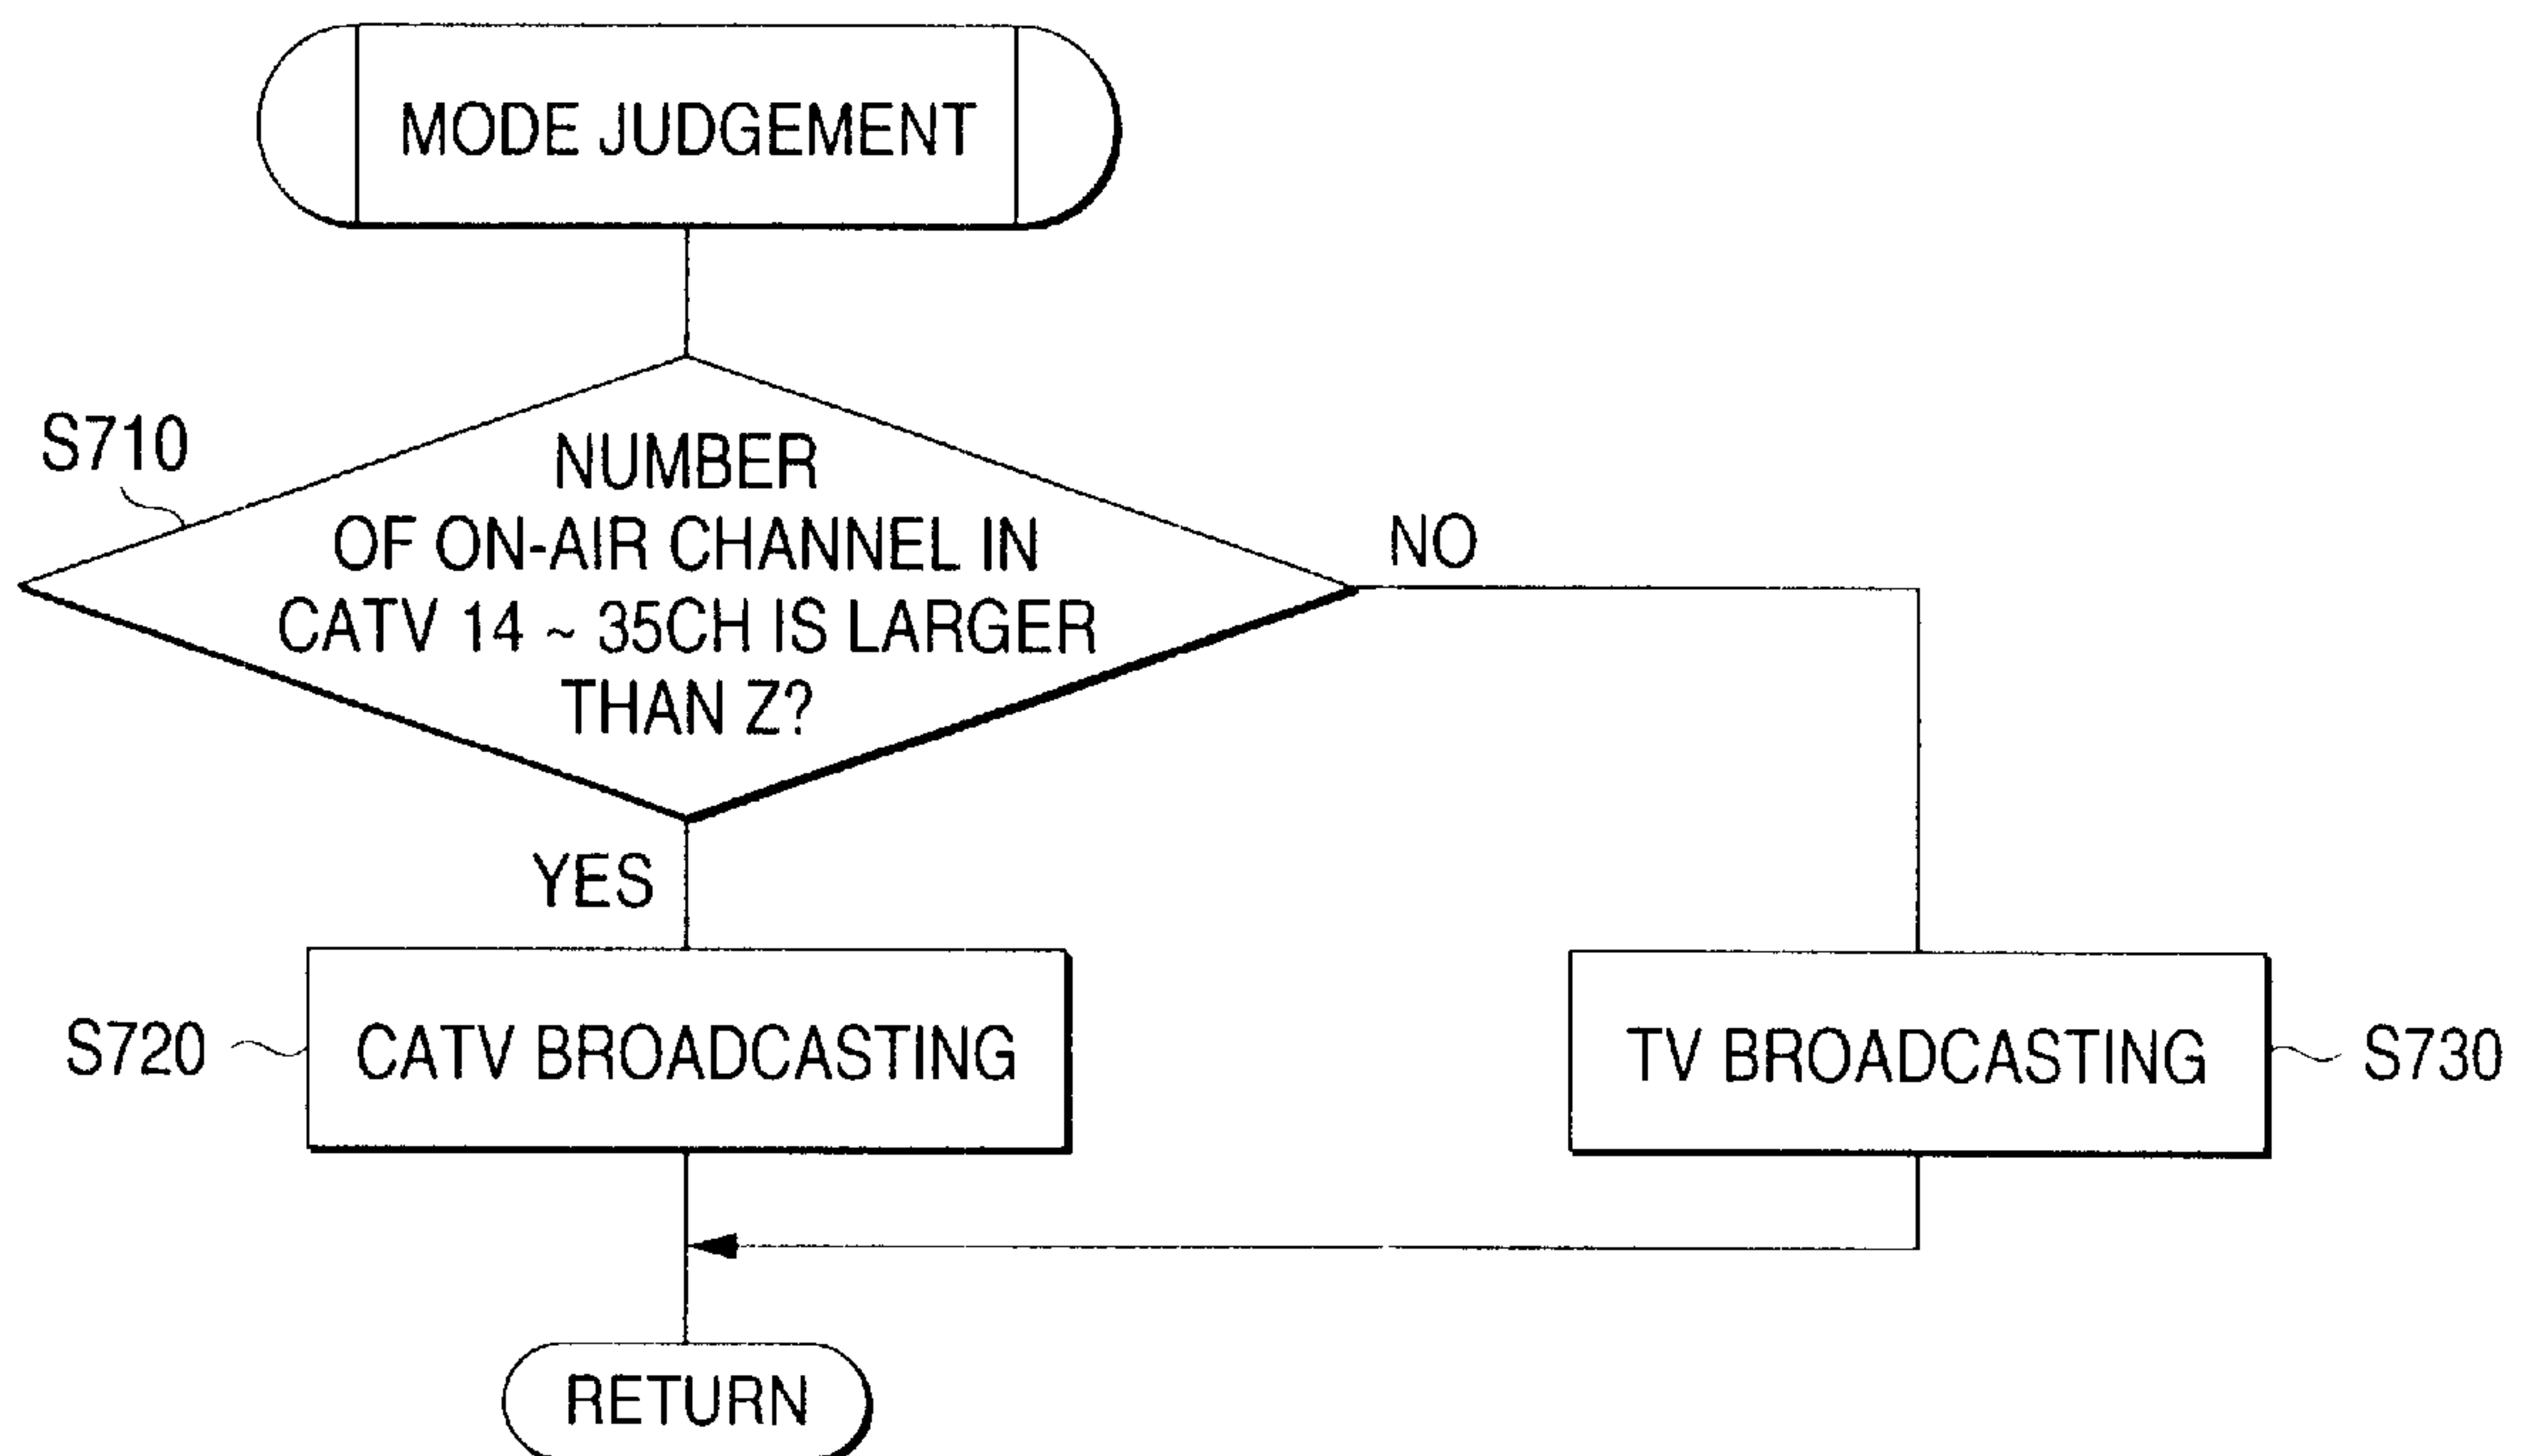 MODE JUDGEMENT
S710
NUMBER
OF ON-AIR CHANNEL IN
CATV 14 ~ 35CH IS LARGER
THAN Z?
NO
YES
S720
CATV BROADCASTING
TV BROADCASTING
S730
RETURN